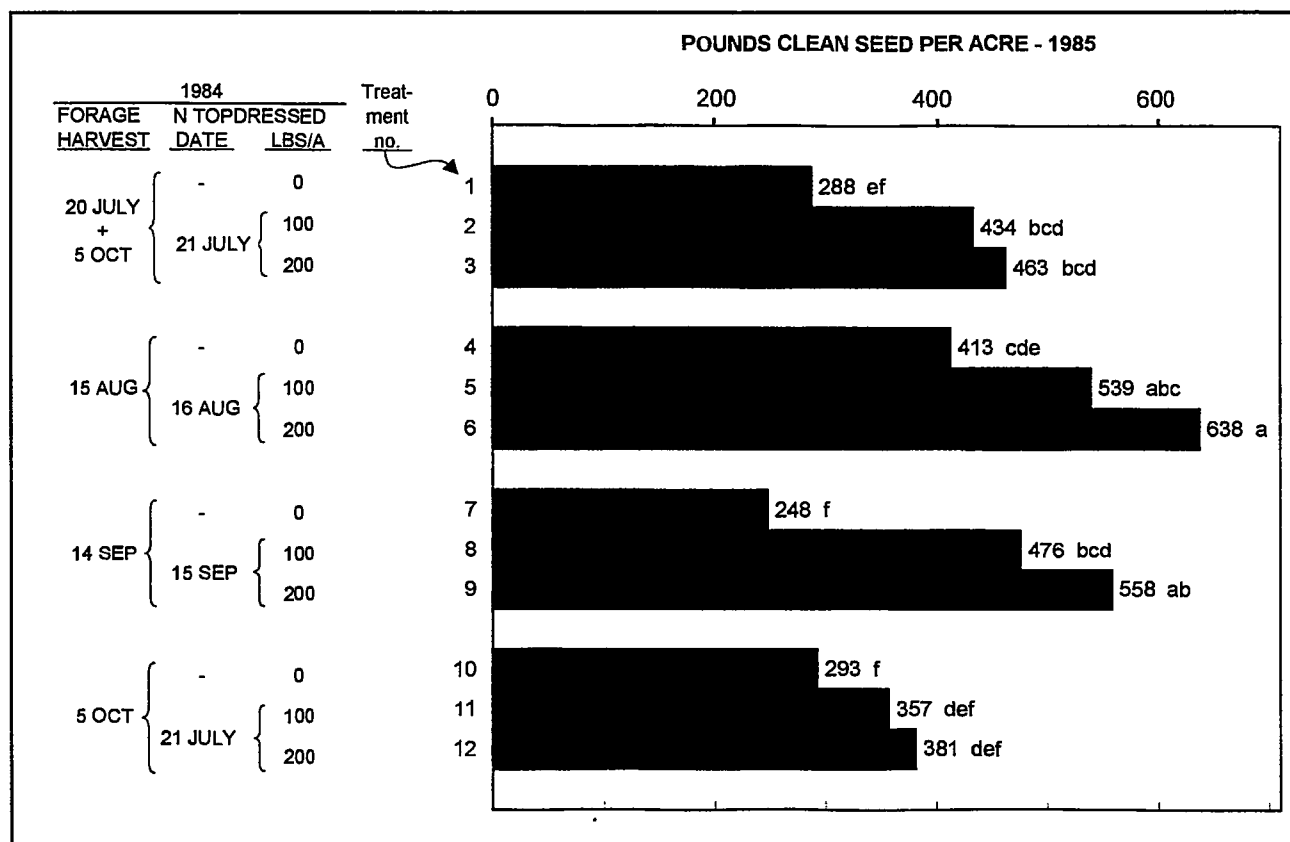 POUNDS CLEAN SEED PER ACRE - 1985
1984
FORAGE HARVEST
N TOPDRESSED
DATE LBS/A
Treat-
ment
no.
0 200 400 600
20 JULY
+
5 OCT
- 0 1 288 ef
21 JULY 100 2 434 bcd
200 3 463 bcd
15 AUG
- 0 4 413 cde
16 AUG 100 5 539 abc
200 6 638 a
14 SEP
- 0 7 248 f
15 SEP 100 8 476 bcd
200 9 558 ab
5 OCT
- 0 10 293 f
21 JULY 100 11 357 def
200 12 381 def